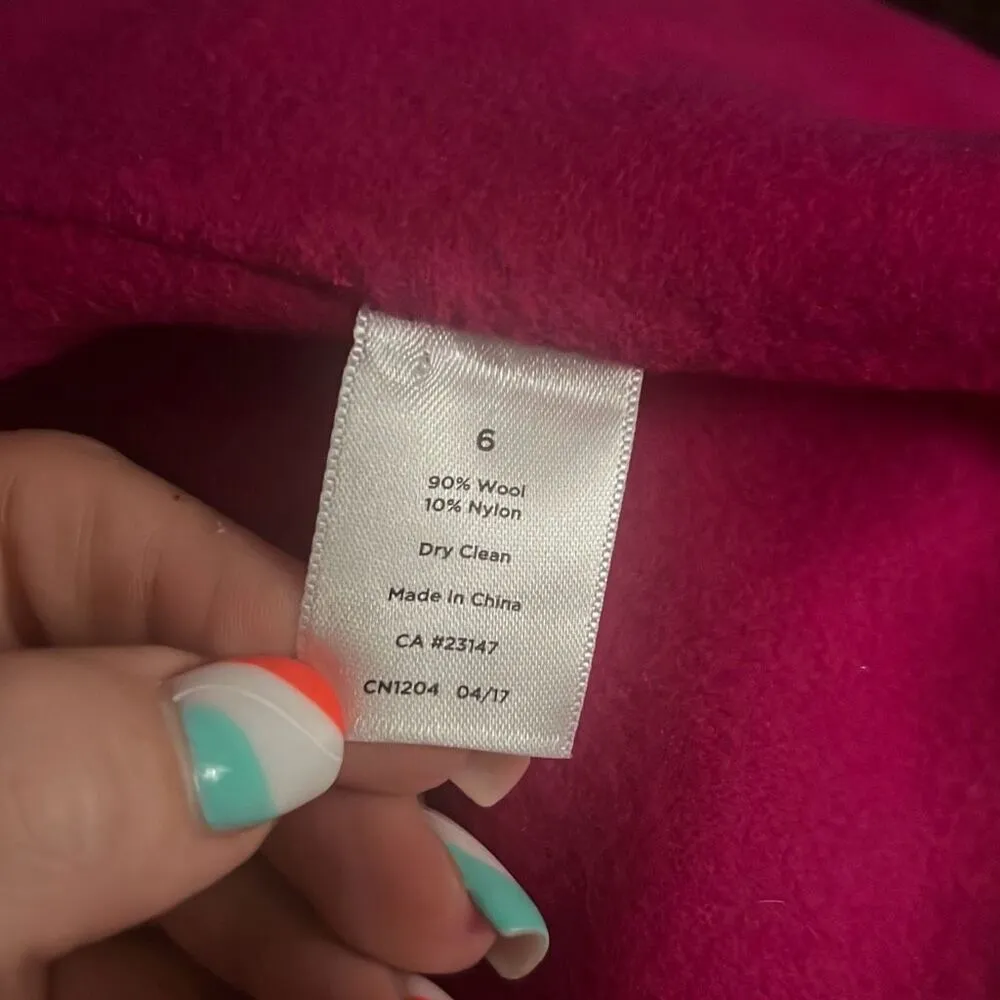 6
90% Wool
10% Nylon
Dry Clean
Made In China
CA #23147
CN1204 04/17